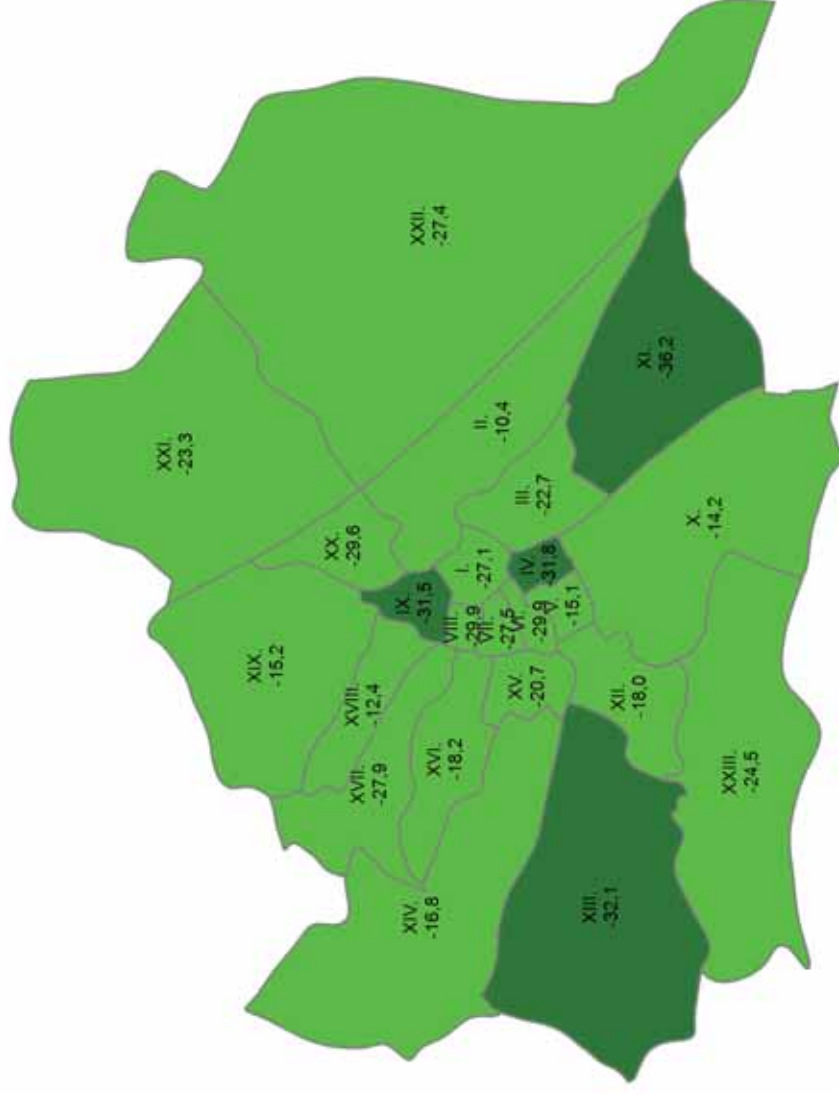 XXI.
-23,3
XIX.
-15,2
XX.
-29,6
XVIII.
-12,4
XVII.
-27,9
IX.
-31,5
XIV.
-16,8
XXII.
-27,4
XVI.
-18,2
VIII.
-29,9
I.
-27,1
II.
-10,4
VII.
-27,5
XV.
-20,7
VI.
-29,9
III.
-22,7
IV.
-31,8
V.
-15,1
XIII.
-32,1
XII.
-18,0
XI.
-36,2
X.
-14,2
XXIII.
-24,5